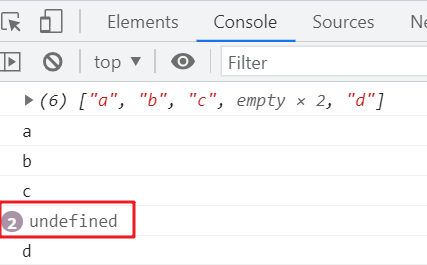 Elements Console Sources Ne
top ▼ Filter
▶ (6) ["a", "b", "c", empty × 2, "d"]
a
b
c
2 undefined
d